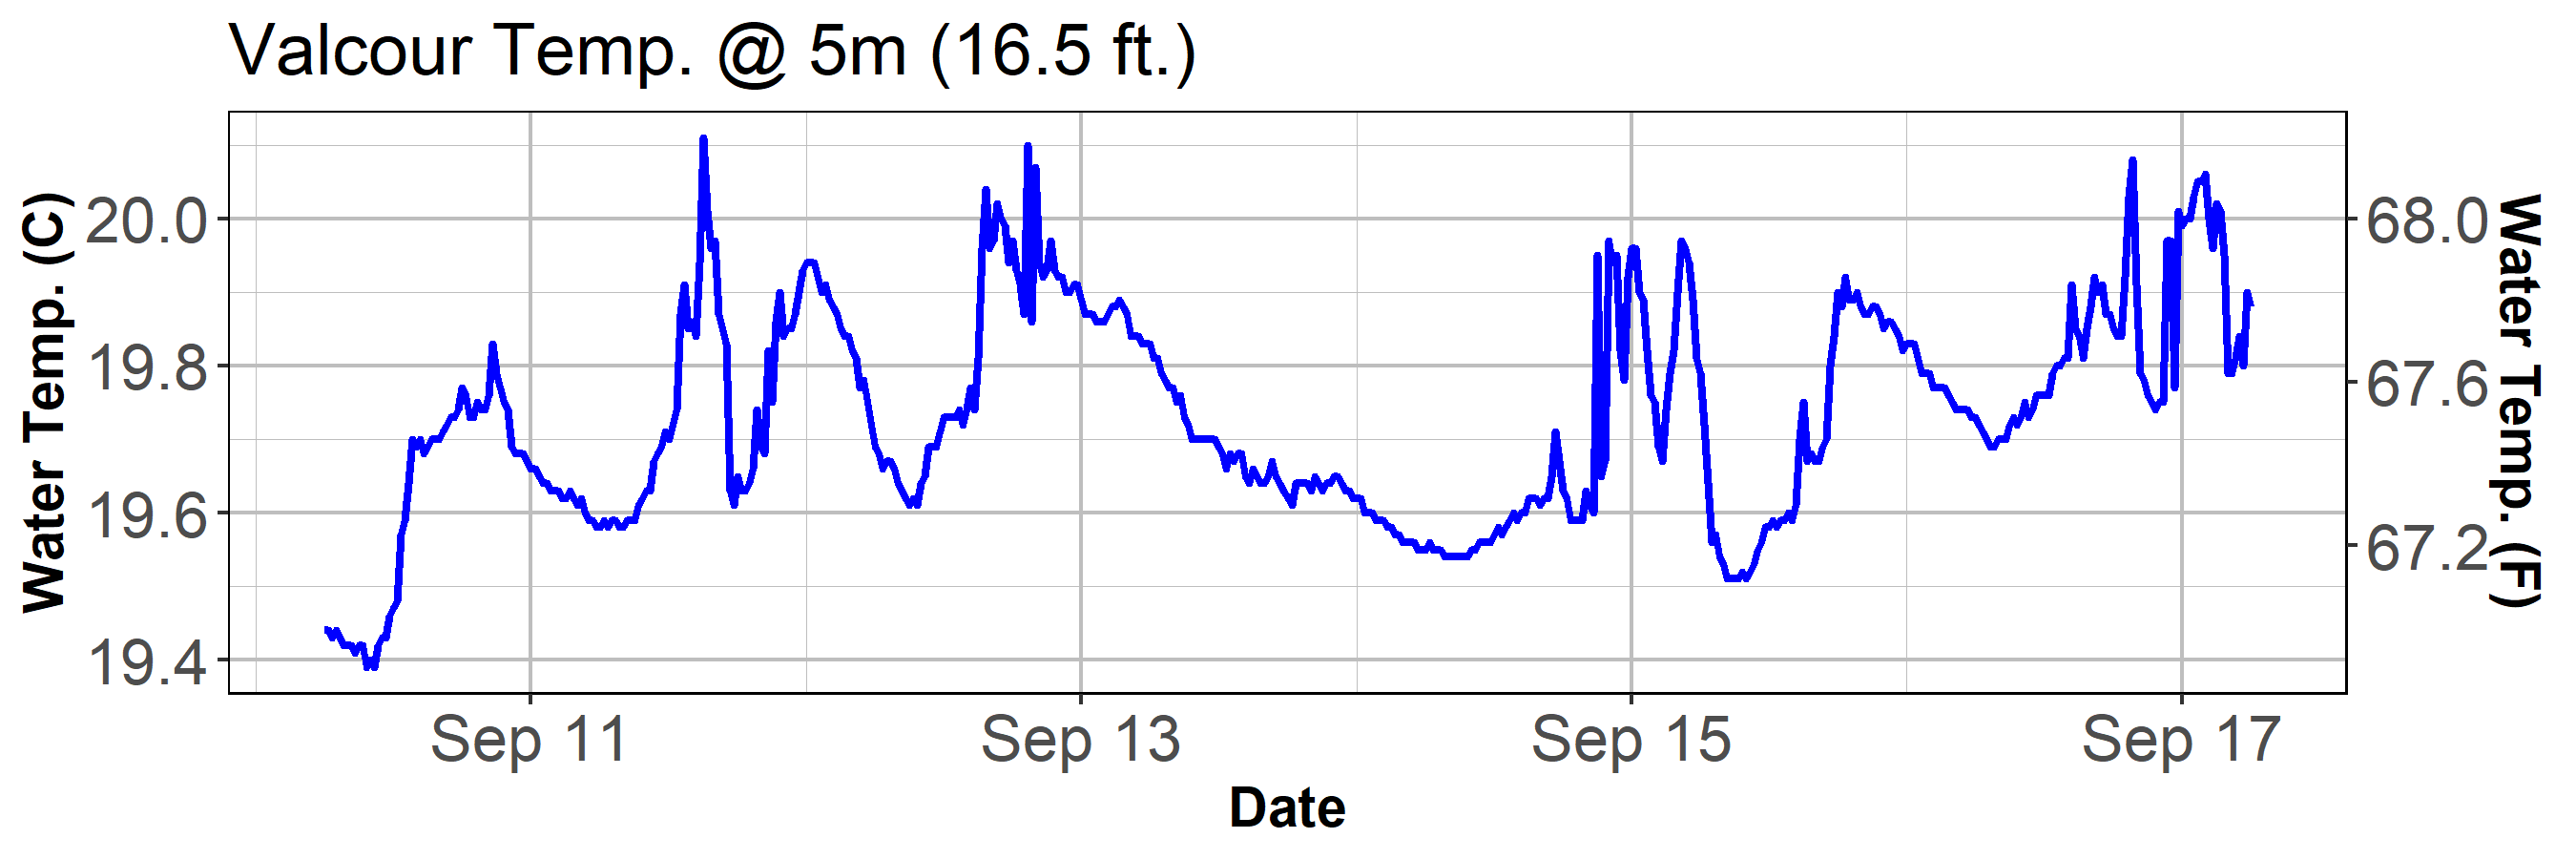 Valcour Temp. @ 5m (16.5 ft.)
Water Temp. (C)
20.0
19.8
19.6
19.4
68.0
67.6
67.2
Water Temp. (F)
Sep 11 Sep 13 Sep 15 Sep 17
Date